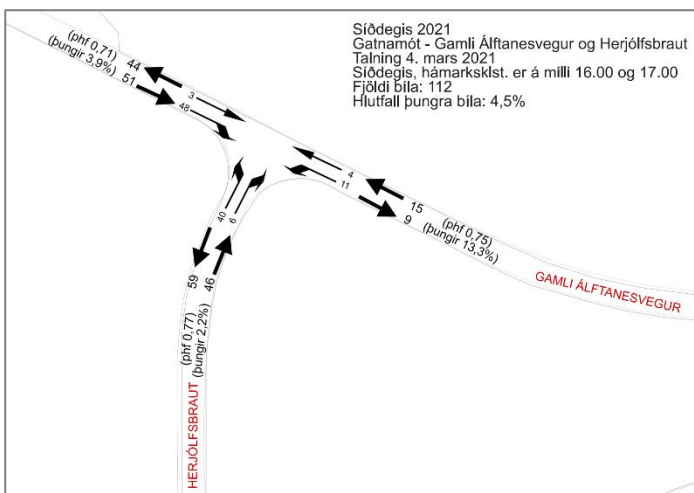 Síðdegis 2021
Gatnamót - Gamli Álftanesvegur og Herjólfsbraut
Talning 4. mars 2021
Síðdegis, hámarksklst. er á milli 16.00 og 17.00
Fjöldi bíla: 112
Hlutfall þungra bíla: 4,5%
(phf 0,71)
(þungir 3,9%)
44
51
3
48
4
11
15
9
(phf 0,75)
(þungir 13,3%)
GAMLI ÁLFTANESVEGUR
40
6
59
46
(phf 0,77)
(þungir 2,2%)
HERJÓLFSBRAUT